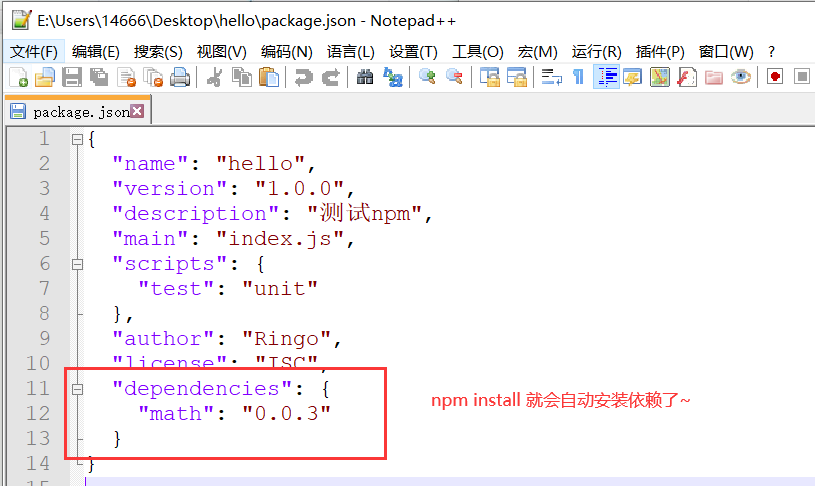 E:\Users\14666\Desktop\hello\package.json - Notepad++
文件(F) 编辑(E) 搜索(S) 视图(V) 编码(N) 语言(L) 设置(T) 工具(O) 宏(M) 运行(R) 插件(P) 窗口(W) ?
package.json
1 {
2 "name": "hello",
3 "version": "1.0.0",
4 "description": "测试npm",
5 "main": "index.js",
6 "scripts": {
7 "test": "unit"
8 },
9 "author": "Ringo",
10 "license": "ISC",
11 "dependencies": {
12 "math": "0.0.3"
npm install 就会自动安装依赖了~
13 }
14 }